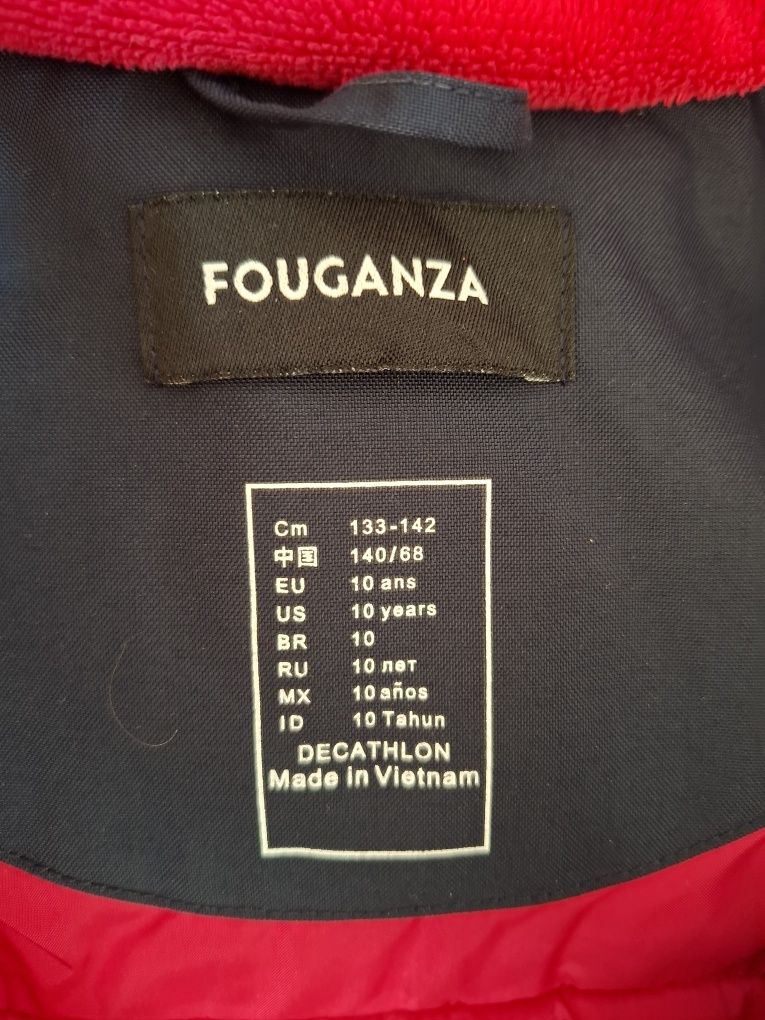 FOUGANZA
Cm 133-142
中国 140/68
EU 10 ans
US 10 years
BR 10
RU 10 лет
MX 10 años
ID 10 Tahun
DECATHLON
Made in Vietnam